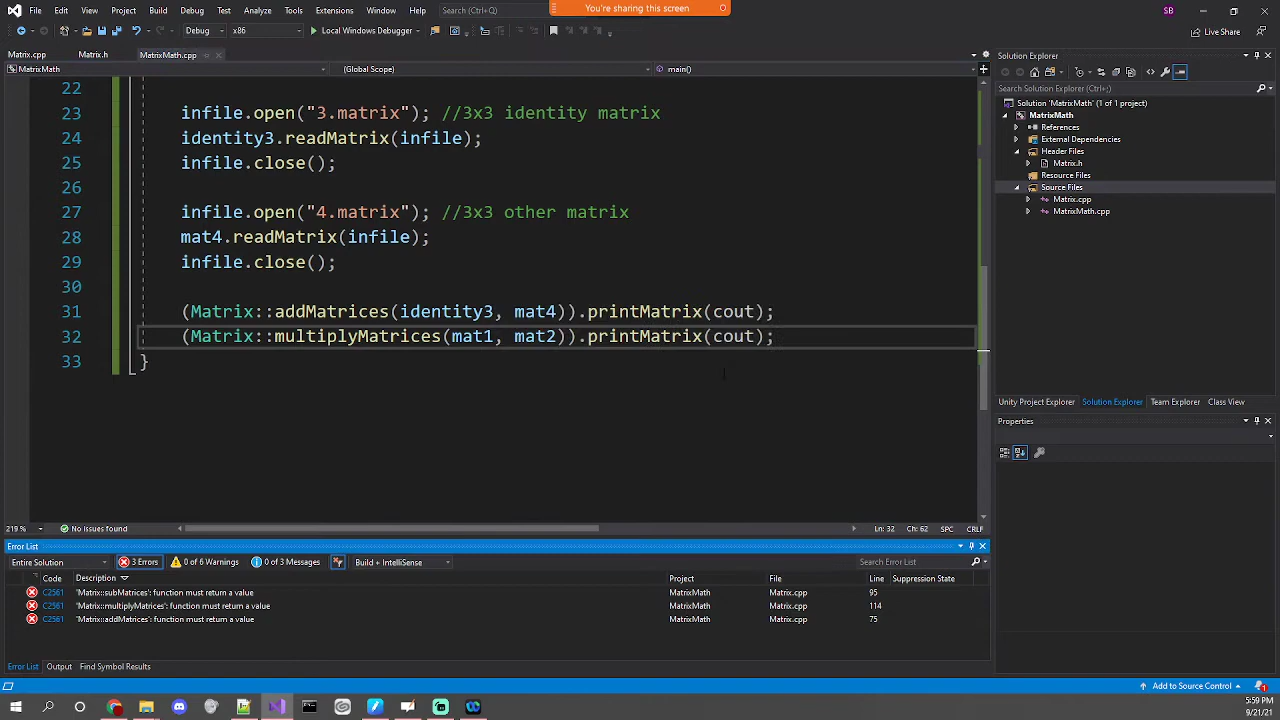 File Edit View Project Build Debug Test Analyze Tools Extensions Window Help Search (Ctrl+Q) You're sharing this screen SB
Debug x86 Local Windows Debugger Live Share
Matrix.cpp Matrix.h MatrixMath.cpp
MatrixMath (Global Scope) main()
22
23 infile.open("3.matrix"); //3x3 identity matrix
24 identity3.readMatrix(infile);
25 infile.close();
26
27 infile.open("4.matrix"); //3x3 other matrix
28 mat4.readMatrix(infile);
29 infile.close();
30
31 (Matrix::addMatrices(identity3, mat4)).printMatrix(cout);
32 (Matrix::multiplyMatrices(mat1, mat2)).printMatrix(cout);
33 }
219 % No issues found Ln: 32 Ch: 62 SPC CRLF
Solution Explorer
Search Solution Explorer (Ctrl+;)
Solution 'MatrixMath' (1 of 1 project)
MatrixMath
References
External Dependencies
Header Files
Matrix.h
Resource Files
Source Files
Matrix.cpp
MatrixMath.cpp
Unity Project Explorer Solution Explorer Team Explorer Class View
Properties
Error List
Entire Solution 3 Errors 0 of 6 Warnings 0 of 3 Messages Build + IntelliSense Search Error List
Code Description Project File Line Suppression State
C2561 'Matrix::subMatrices': function must return a value MatrixMath Matrix.cpp 95
C2561 'Matrix::multiplyMatrices': function must return a value MatrixMath Matrix.cpp 114
C2561 'Matrix::addMatrices': function must return a value MatrixMath Matrix.cpp 75
Error List Output Find Symbol Results
Add to Source Control 1
5:59 PM
9/21/21